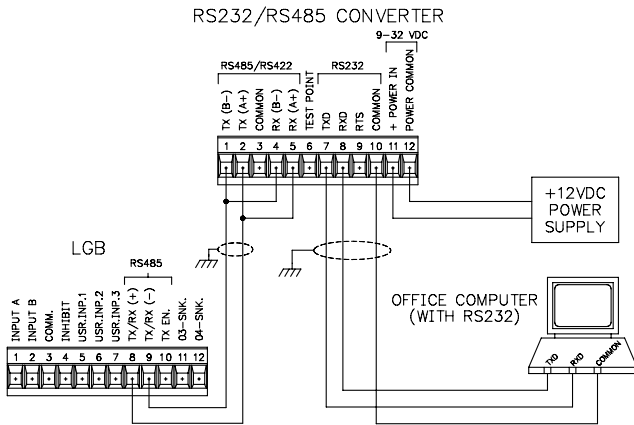 RS232/RS485 CONVERTER
9-32 VDC
RS485/RS422
RS232
TX (B-)
TX (A+)
COMMON
RX (B-)
RX (A+)
TEST POINT
TXD
RXD
RTS
COMMON
+ POWER IN
POWER COMMON
1 2 3 4 5 6 7 8 9 10 11 12
+12VDC
POWER
SUPPLY
LGB
RS485
INPUT A
INPUT B
COMM.
INHIBIT
USR.INP.1
USR.INP.2
USR.INP.3
TX/RX (+)
TX/RX (-)
TX EN.
O3-SNK.
O4-SNK.
1 2 3 4 5 6 7 8 9 10 11 12
OFFICE COMPUTER
(WITH RS232)
TXD
RXD
COMMON